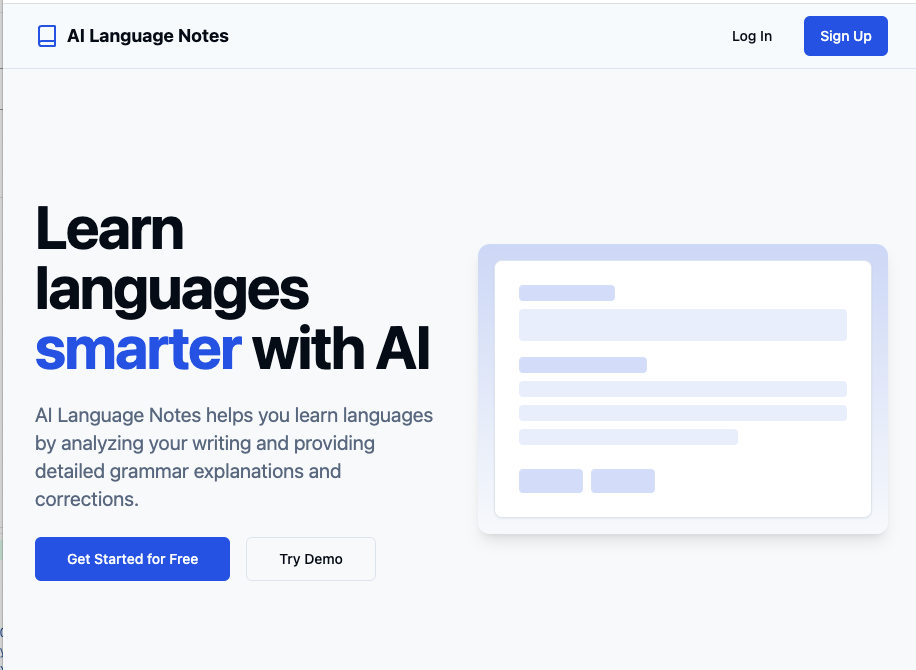 AI Language Notes
Log In
Sign Up
Learn
languages
smarter with AI
AI Language Notes helps you learn languages
by analyzing your writing and providing
detailed grammar explanations and
corrections.
Get Started for Free
Try Demo